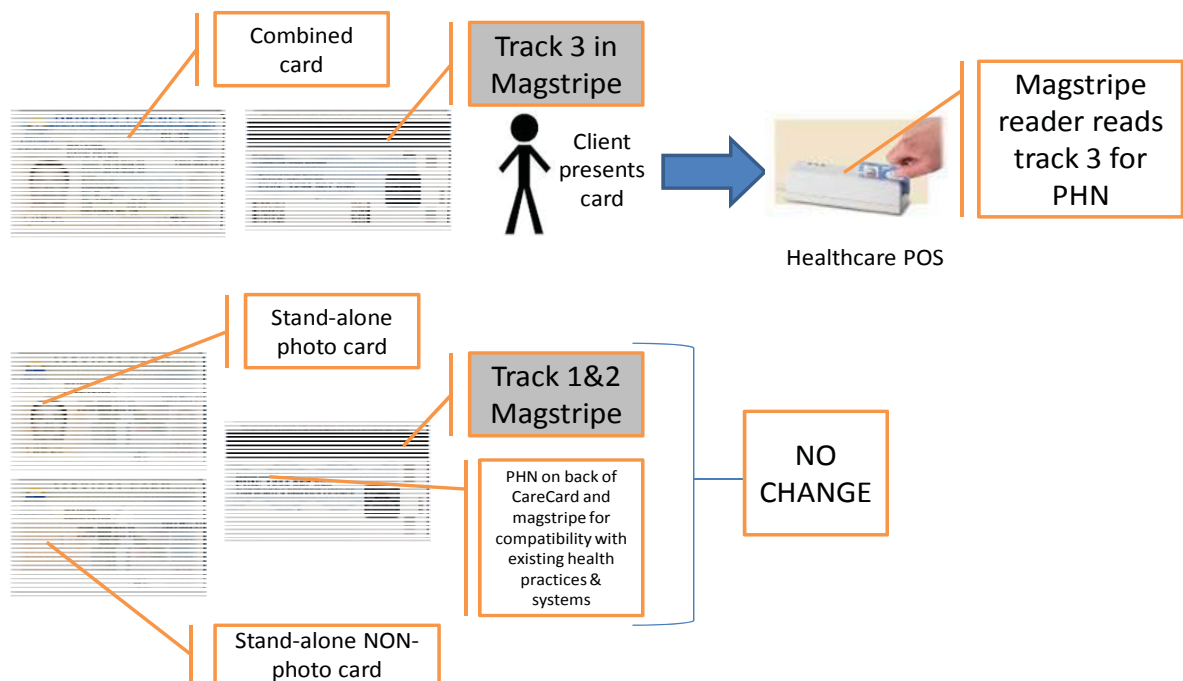 Combined
card
Track 3 in
Magstripe
Client
presents
card
Magstripe
reader reads
track 3 for
PHN
Healthcare POS
Stand-alone
photo card
Track 1&2
Magstripe
PHN on back of
CareCard and
magstripe for
compatibility with
existing health
practices &
systems
NO
CHANGE
Stand-alone NON-
photo card